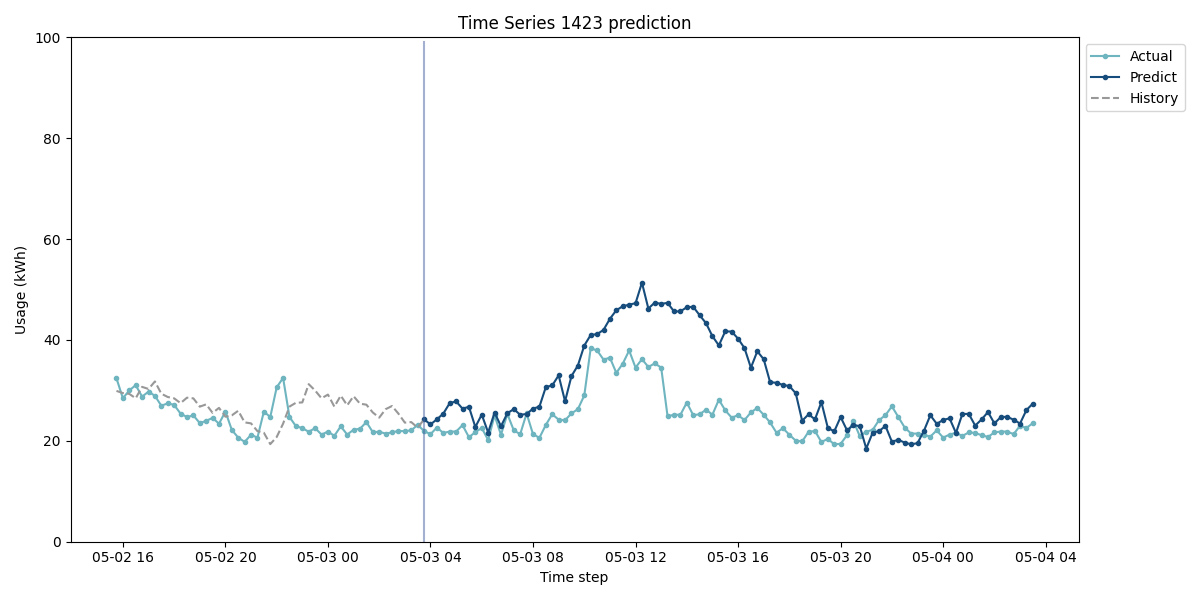 Time Series 1423 prediction
100
80
60
40
20
0
Usage (kWh)
05-02 16
05-02 20
05-03 00
05-03 04
05-03 08
05-03 12
05-03 16
05-03 20
05-04 00
05-04 04
Time step
Actual
Predict
History